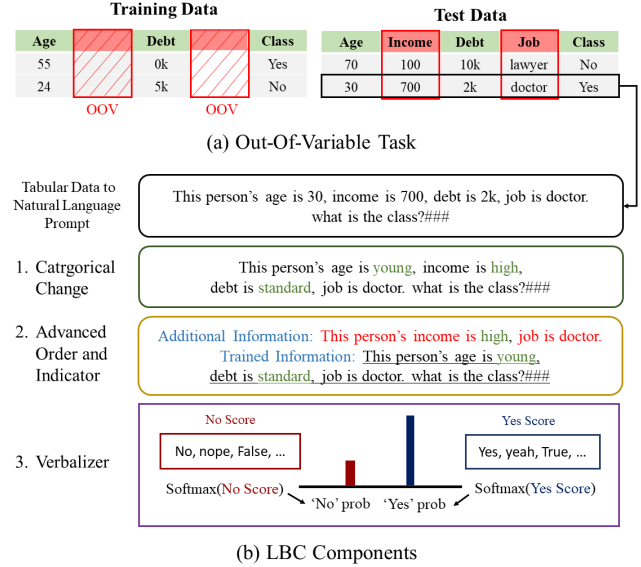 Training Data
Age Debt Class
55 0k Yes
24 5k No
OOV OOV
Test Data
Age Income Debt Job Class
70 100 10k lawyer No
30 700 2k doctor Yes
(a) Out-Of-Variable Task
Tabular Data to
Natural Language
Prompt
This person's age is 30, income is 700, debt is 2k, job is doctor.
what is the class?###
1. Catrgorical
Change
This person's age is young, income is high,
debt is standard, job is doctor. what is the class?###
2. Advanced
Order and
Indicator
Additional Information: This person's income is high, job is doctor.
Trained Information: This person's age is young,
debt is standard, job is doctor. what is the class?###
3. Verbalizer
No Score
No, nope, False, ...
Softmax(No Score)
'No' prob 'Yes' prob
Yes Score
Yes, yeah, True, ...
Softmax(Yes Score)
(b) LBC Components